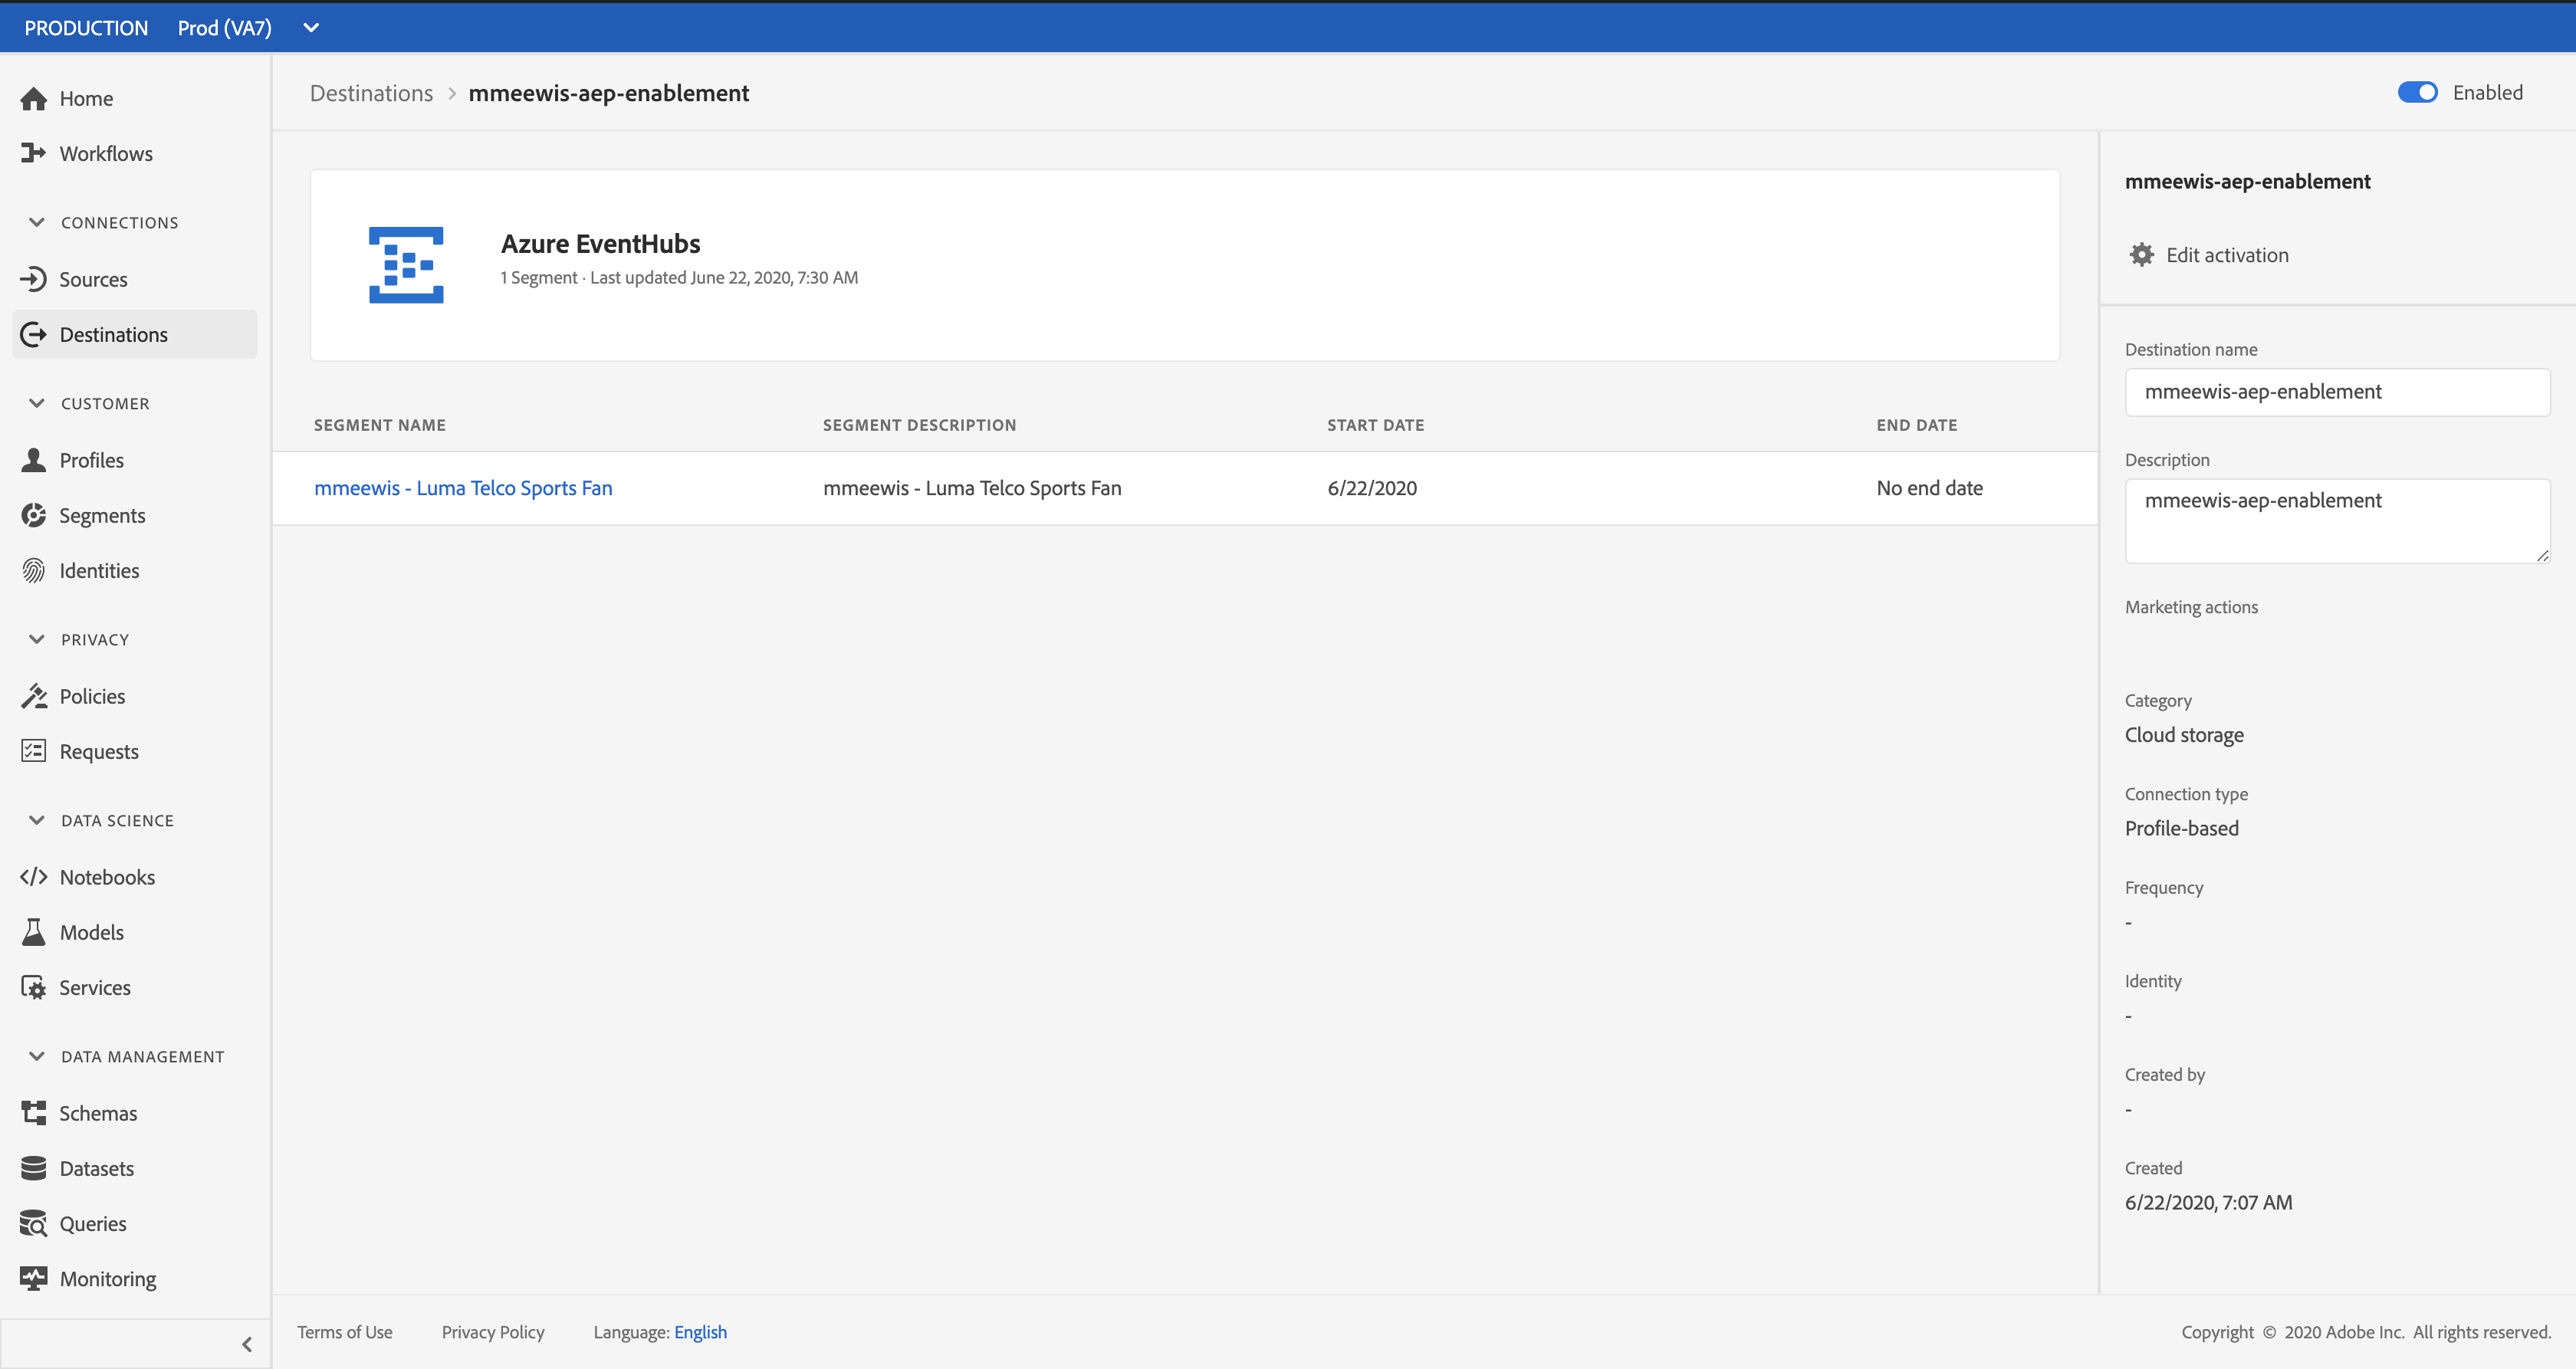 PRODUCTION Prod (VA7)
Home
Workflows
CONNECTIONS
Sources
Destinations
CUSTOMER
Profiles
Segments
Identities
PRIVACY
Policies
Requests
DATA SCIENCE
Notebooks
Models
Services
DATA MANAGEMENT
Schemas
Datasets
Queries
Monitoring
Destinations > mmeewis-aep-enablement
Enabled
Azure EventHubs
1 Segment · Last updated June 22, 2020, 7:30 AM
SEGMENT NAME SEGMENT DESCRIPTION START DATE END DATE
mmeewis - Luma Telco Sports Fan mmeewis - Luma Telco Sports Fan 6/22/2020 No end date
mmeewis-aep-enablement
Edit activation
Destination name
mmeewis-aep-enablement
Description
mmeewis-aep-enablement
Marketing actions
Category
Cloud storage
Connection type
Profile-based
Frequency
-
Identity
-
Created by
-
Created
6/22/2020, 7:07 AM
Terms of Use Privacy Policy Language: English
Copyright © 2020 Adobe Inc. All rights reserved.